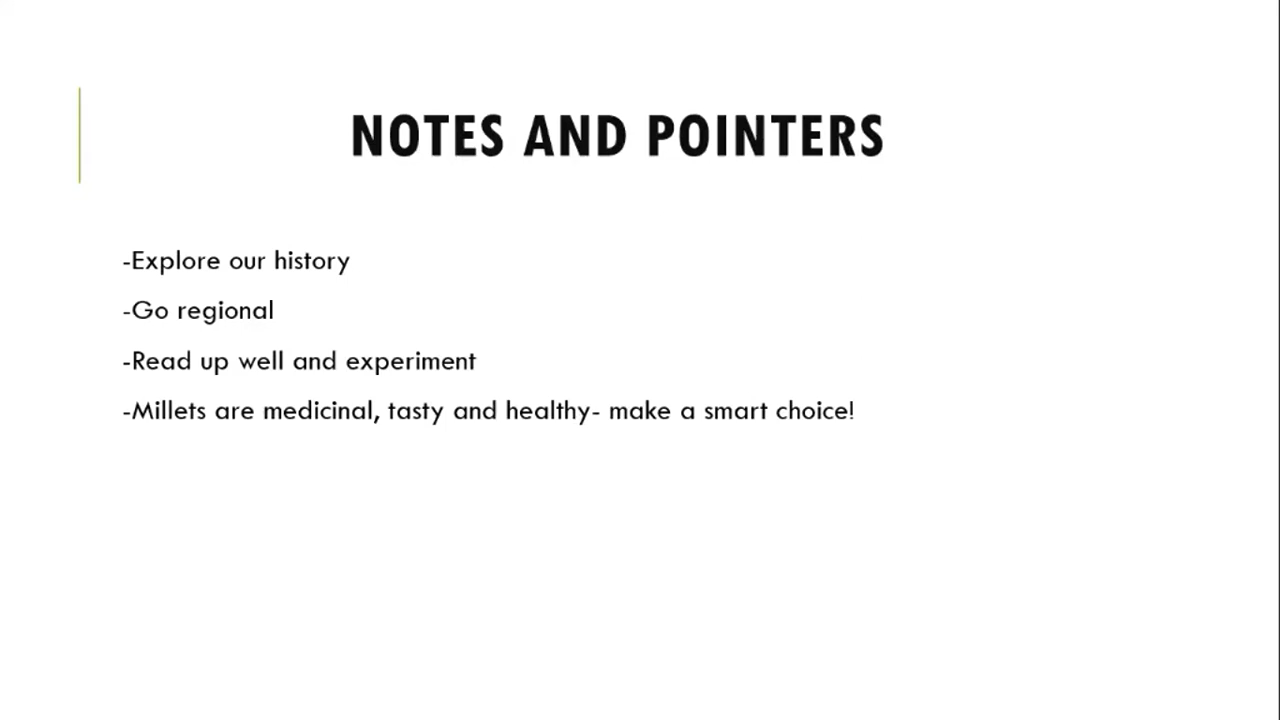 NOTES AND POINTERS
-Explore our history
-Go regional
-Read up well and experiment
-Millets are medicinal, tasty and healthy- make a smart choice!